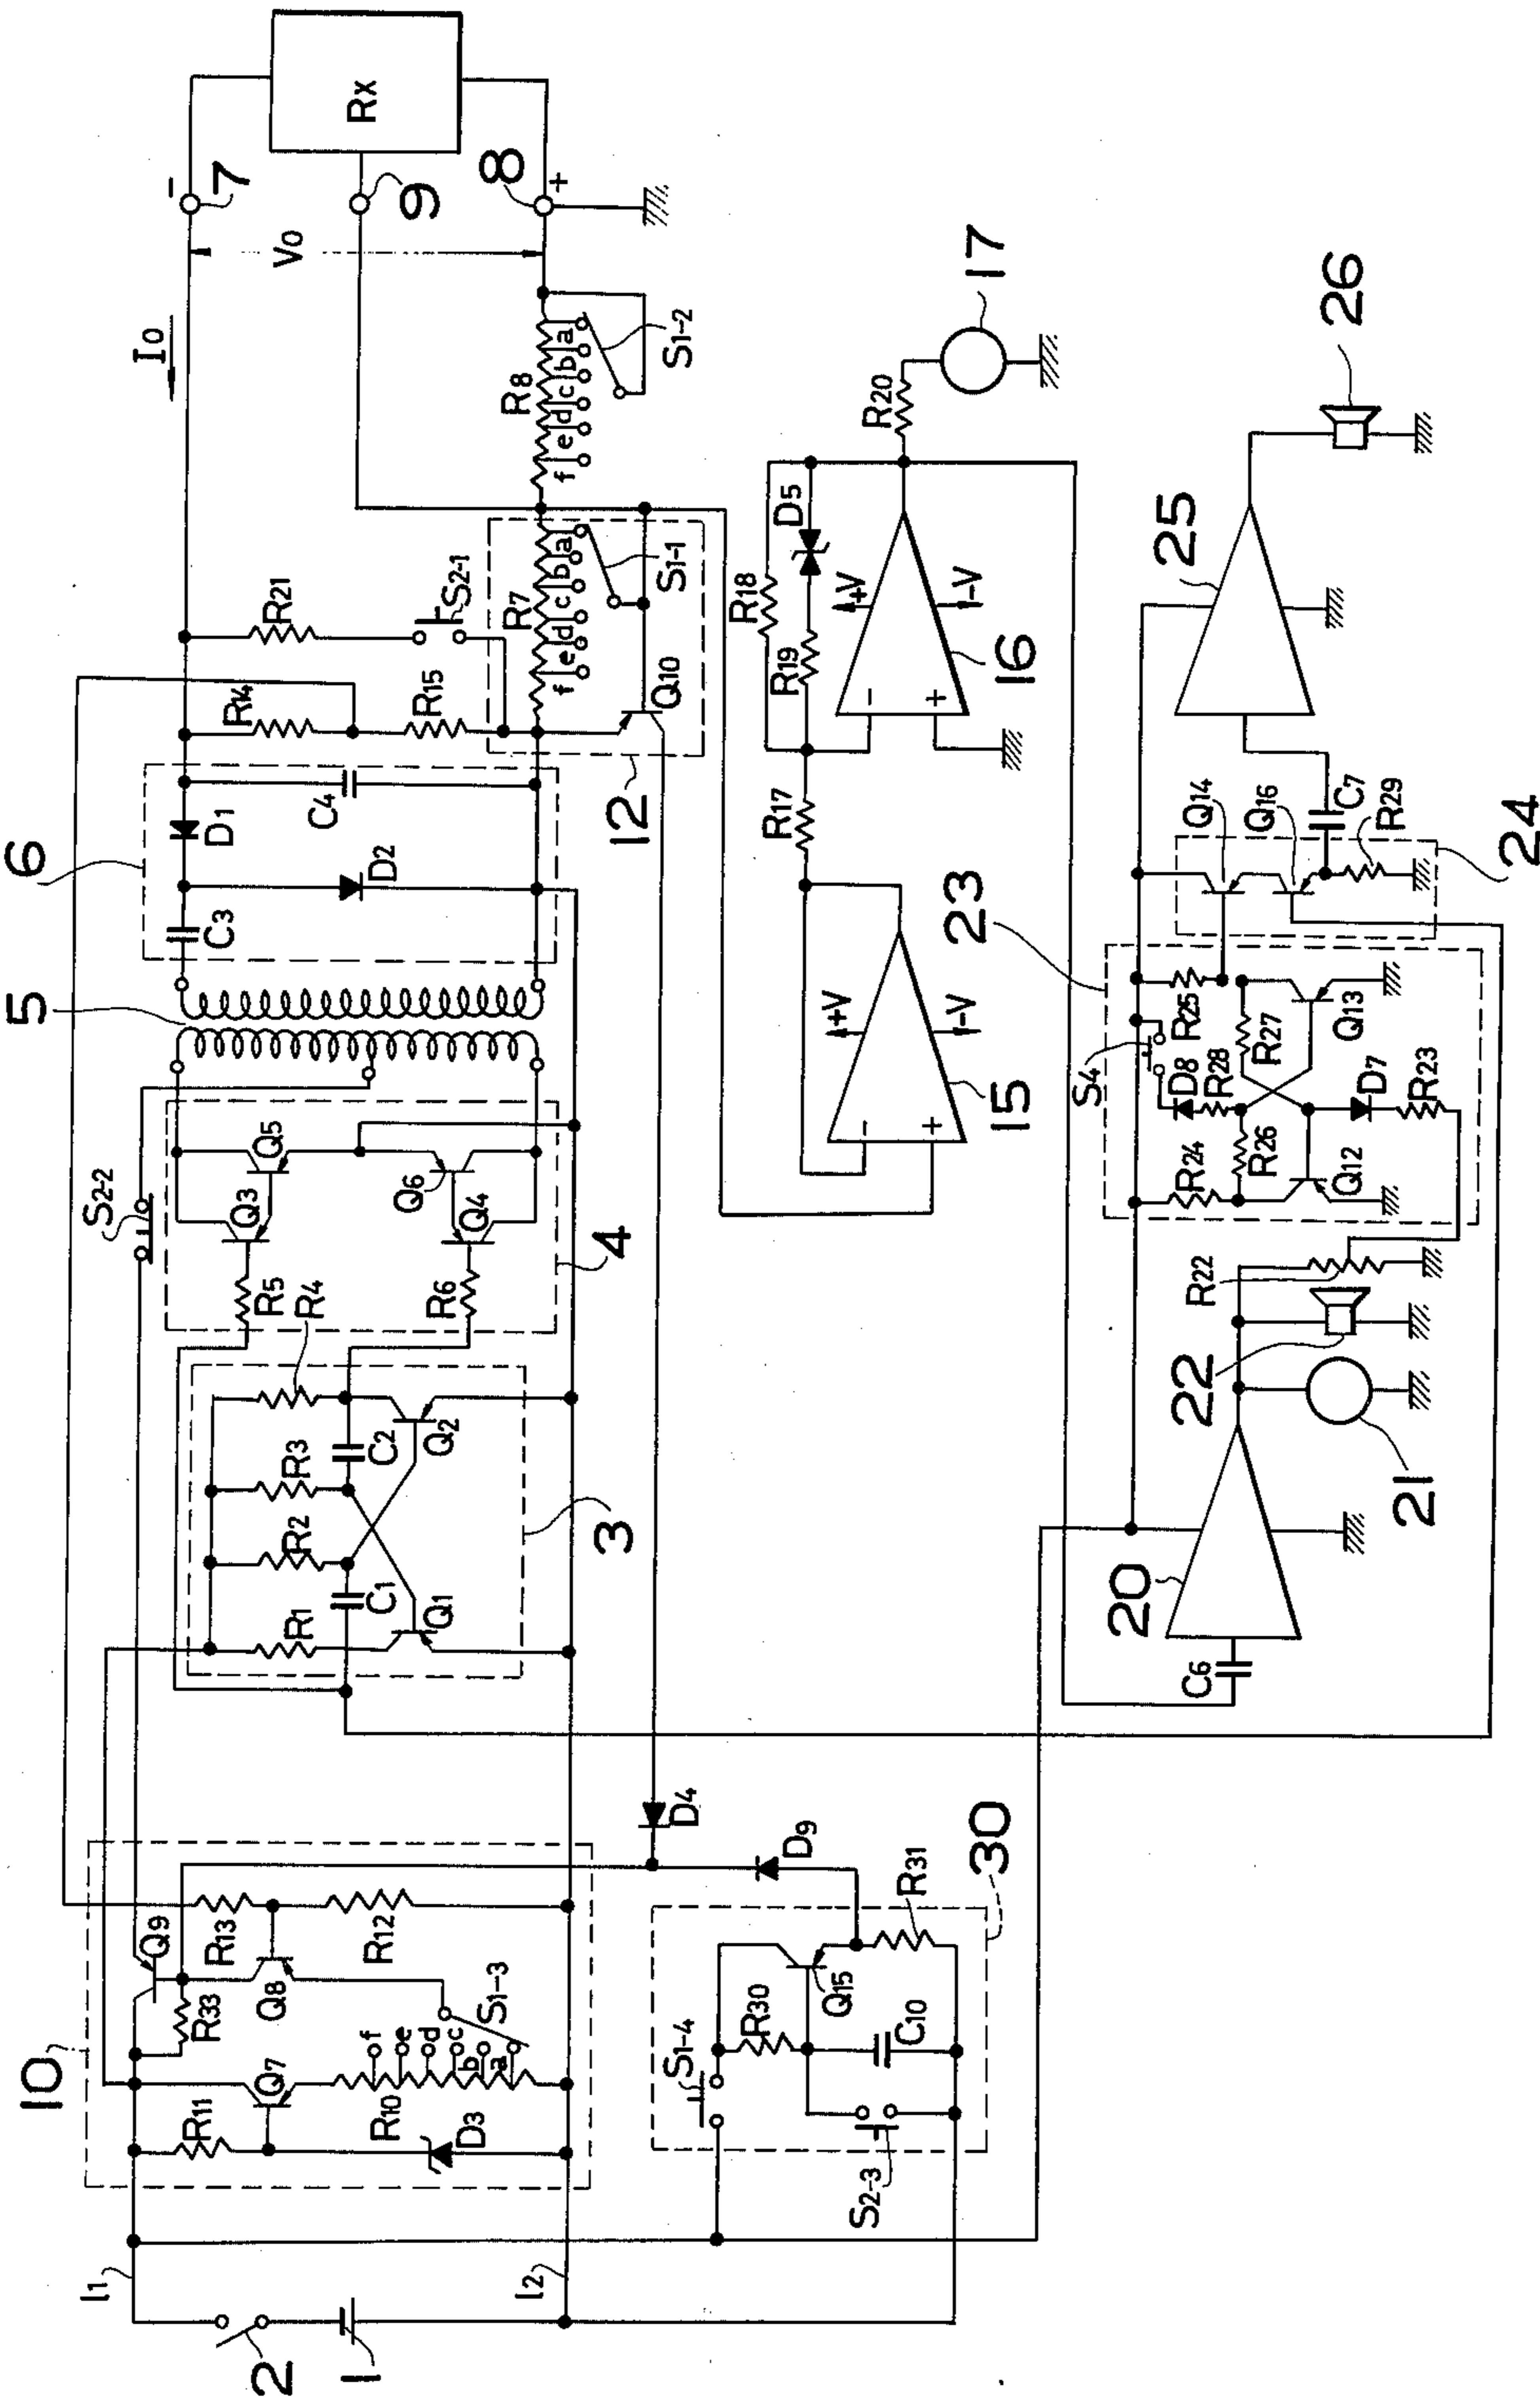 10
l1
2
1
l2
R11
Q7
R10
D3
f
e
d
c
b
a
S1-3
R33
Q9
Q8
R13
R12
S1-4
S2-3
R30
Q15
C10
R31
30
D9
D4
R1
R2
R3
R4
C1
C2
Q1
Q2
3
S2-2
R5
R6
Q3
Q5
Q6
Q4
4
5
6
C3
D1
D2
C4
R14
R15
R21
S2-1
12
R7
f
e
d
c
b
a
S1-1
Q10
R8
f
e
d
c
b
a
S1-2
I0
V0
−
7
9
8
+
Rx
15
−
+
+V
−V
R17
R18
R19
D5
−
+
+V
−V
16
R20
17
C6
20
21
22
R22
23
S4
R24
R25
D8
R28
R26
R27
Q12
Q13
D7
R23
24
Q14
Q16
C7
R29
25
26